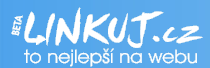 BETA
LINKUJ.cz
to nejlepší na webu